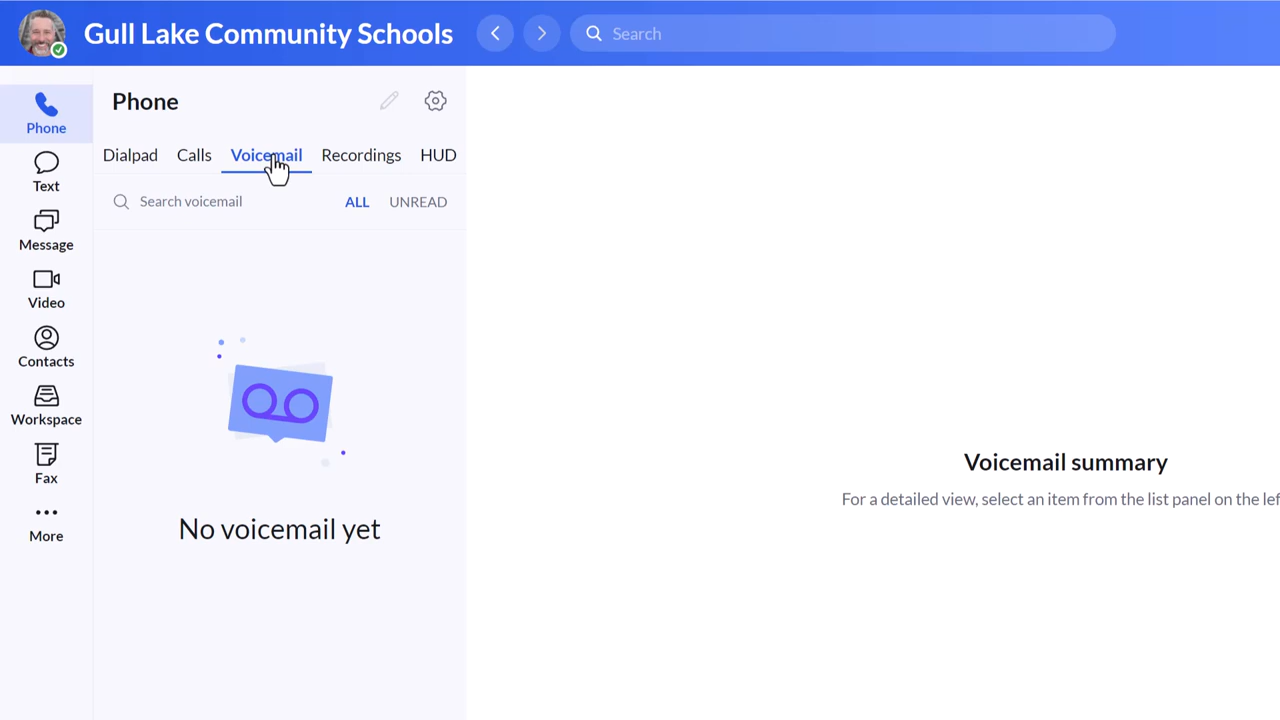 Gull Lake Community Schools
Search
Phone
Phone
Dialpad Calls Voicemail Recordings HUD
Search voicemail ALL UNREAD
Text
Message
Video
Contacts
Workspace
Fax
More
No voicemail yet
Voicemail summary
For a detailed view, select an item from the list panel on the lef